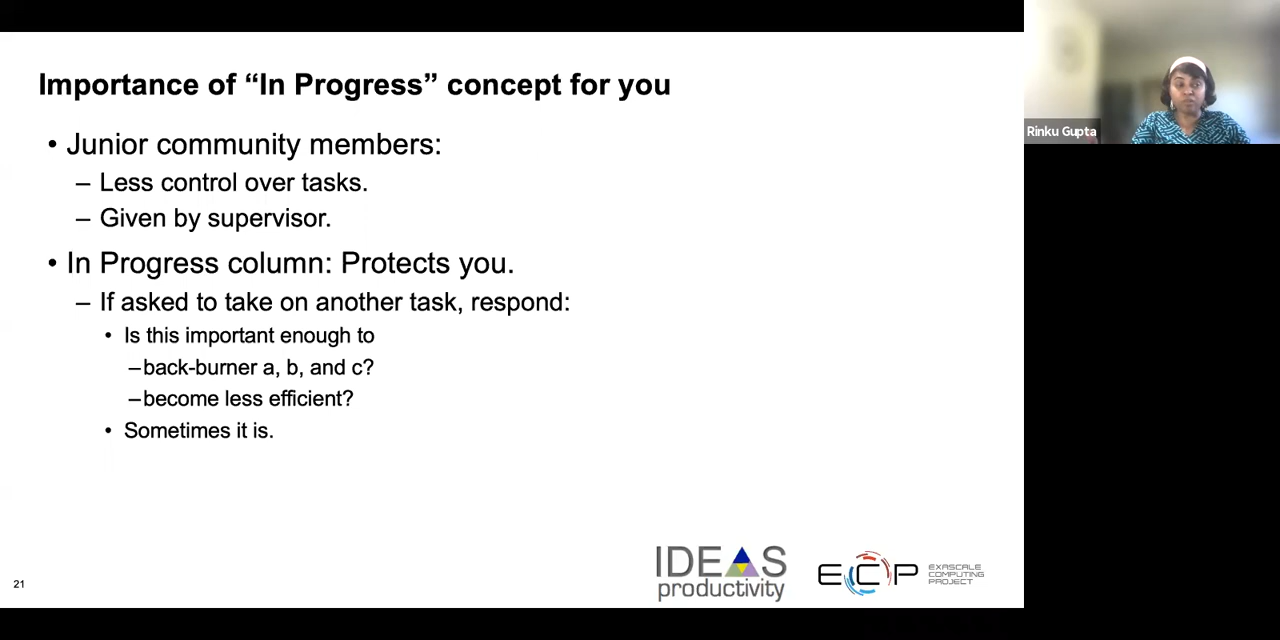 Importance of “In Progress” concept for you
• Junior community members:
– Less control over tasks.
– Given by supervisor.
• In Progress column: Protects you.
– If asked to take on another task, respond:
• Is this important enough to
–back-burner a, b, and c?
–become less efficient?
• Sometimes it is.
21
IDEAS
productivity
ECP
EXASCALE
COMPUTING
PROJECT
Rinku Gupta